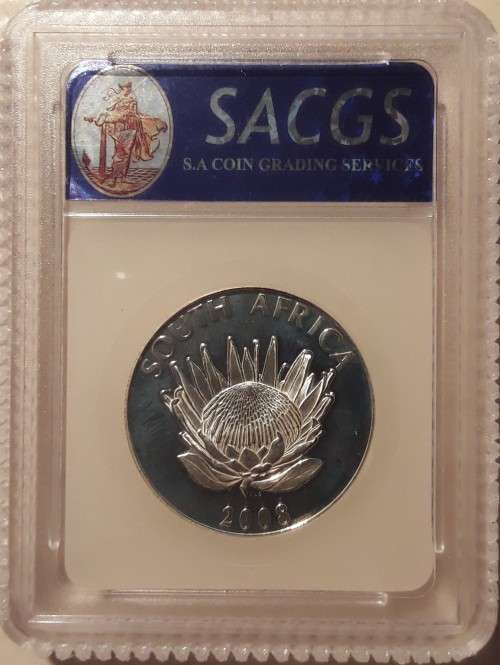 SACGS
S.A COIN GRADING SERVICES
SOUTH AFRICA
2008